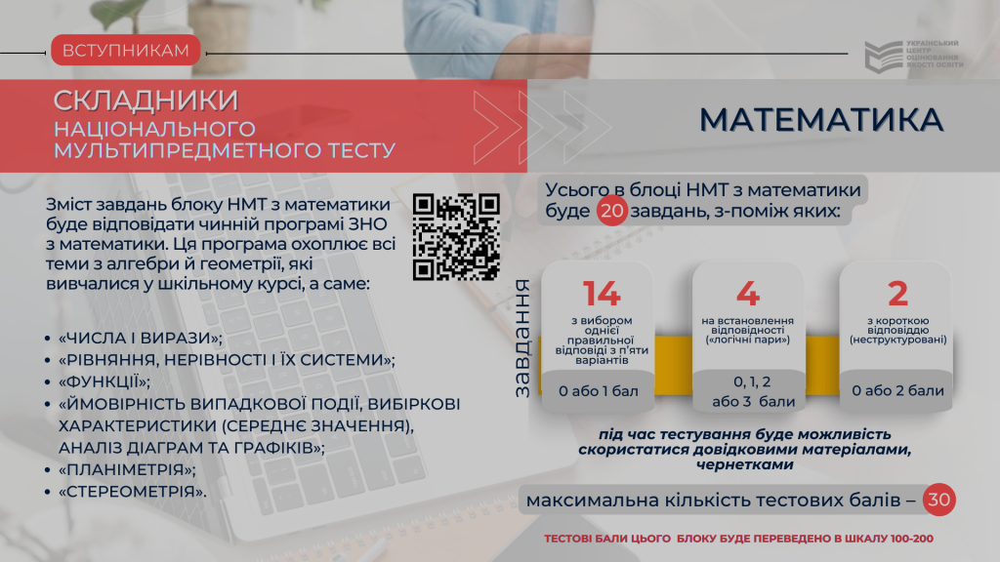 ВСТУПНИКАМ
УКРАЇНСЬКИЙ
ЦЕНТР
ОЦІНЮВАННЯ
ЯКОСТІ ОСВІТИ
СКЛАДНИКИ
НАЦІОНАЛЬНОГО
МУЛЬТИПРЕДМЕТНОГО ТЕСТУ
МАТЕМАТИКА
Зміст завдань блоку НМТ з математики
буде відповідати чинній програмі ЗНО
з математики. Ця програма охоплює всі
теми з алгебри й геометрії, які
вивчалися у шкільному курсі, а саме:
• «ЧИСЛА І ВИРАЗИ»;
• «РІВНЯННЯ, НЕРІВНОСТІ І ЇХ СИСТЕМИ»;
• «ФУНКЦІЇ»;
• «ЙМОВІРНІСТЬ ВИПАДКОВОЇ ПОДІЇ, ВИБІРКОВІ
ХАРАКТЕРИСТИКИ (СЕРЕДНЄ ЗНАЧЕННЯ),
АНАЛІЗ ДІАГРАМ ТА ГРАФІКІВ»;
• «ПЛАНІМЕТРІЯ»;
• «СТЕРЕОМЕТРІЯ».
Усього в блоці НМТ з математики
буде 20 завдань, з-поміж яких:
завдання
14
з вибором
однієї
правильної
відповіді з п’яти
варіантів
0 або 1 бал
4
на встановлення
відповідності
(«логічні пари»)
0, 1, 2
або 3 бали
2
з короткою
відповіддю
(неструктуровані)
0 або 2 бали
під час тестування буде можливість
скористатися довідковими матеріалами,
чернетками
максимальна кількість тестових балів – 30
ТЕСТОВІ БАЛИ ЦЬОГО БЛОКУ БУДЕ ПЕРЕВЕДЕНО В ШКАЛУ 100-200